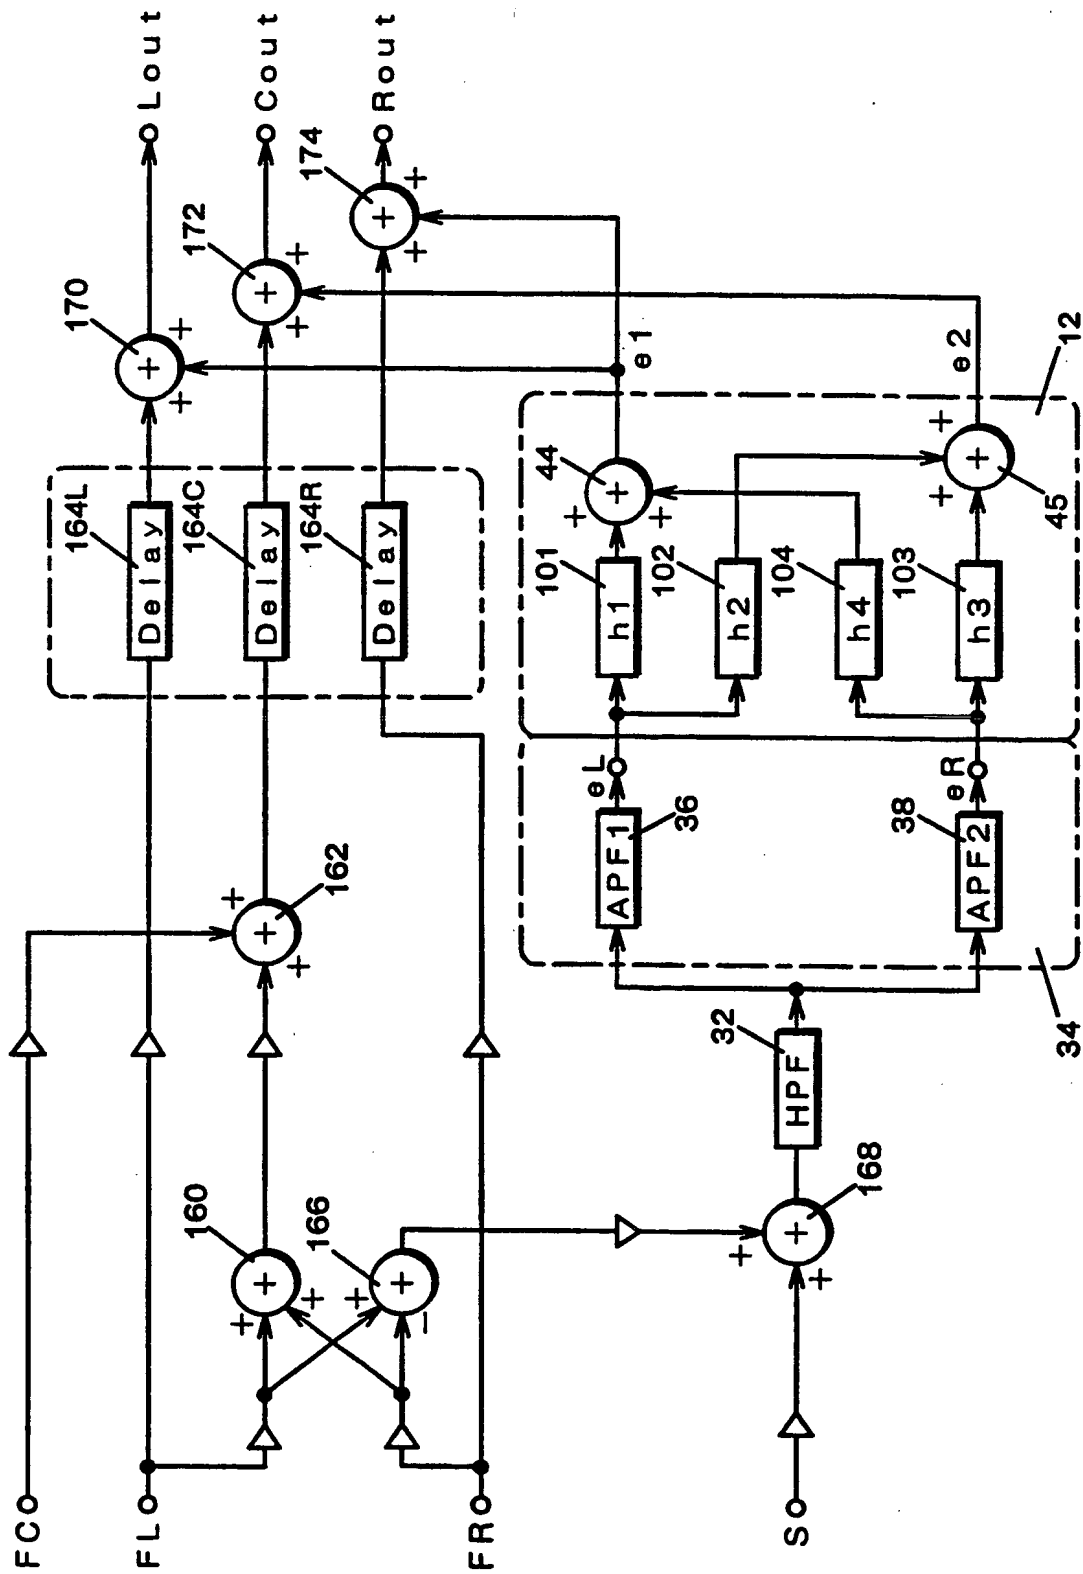 FC
FL
FR
S
160
166
162
168
164L
Delay
164C
Delay
164R
Delay
170
172
174
Lout
Cout
Rout
32
HPF
34
APF1
36
eL
APF2
38
eR
101
h1
102
h2
104
h4
103
h3
44
45
e1
e2
12